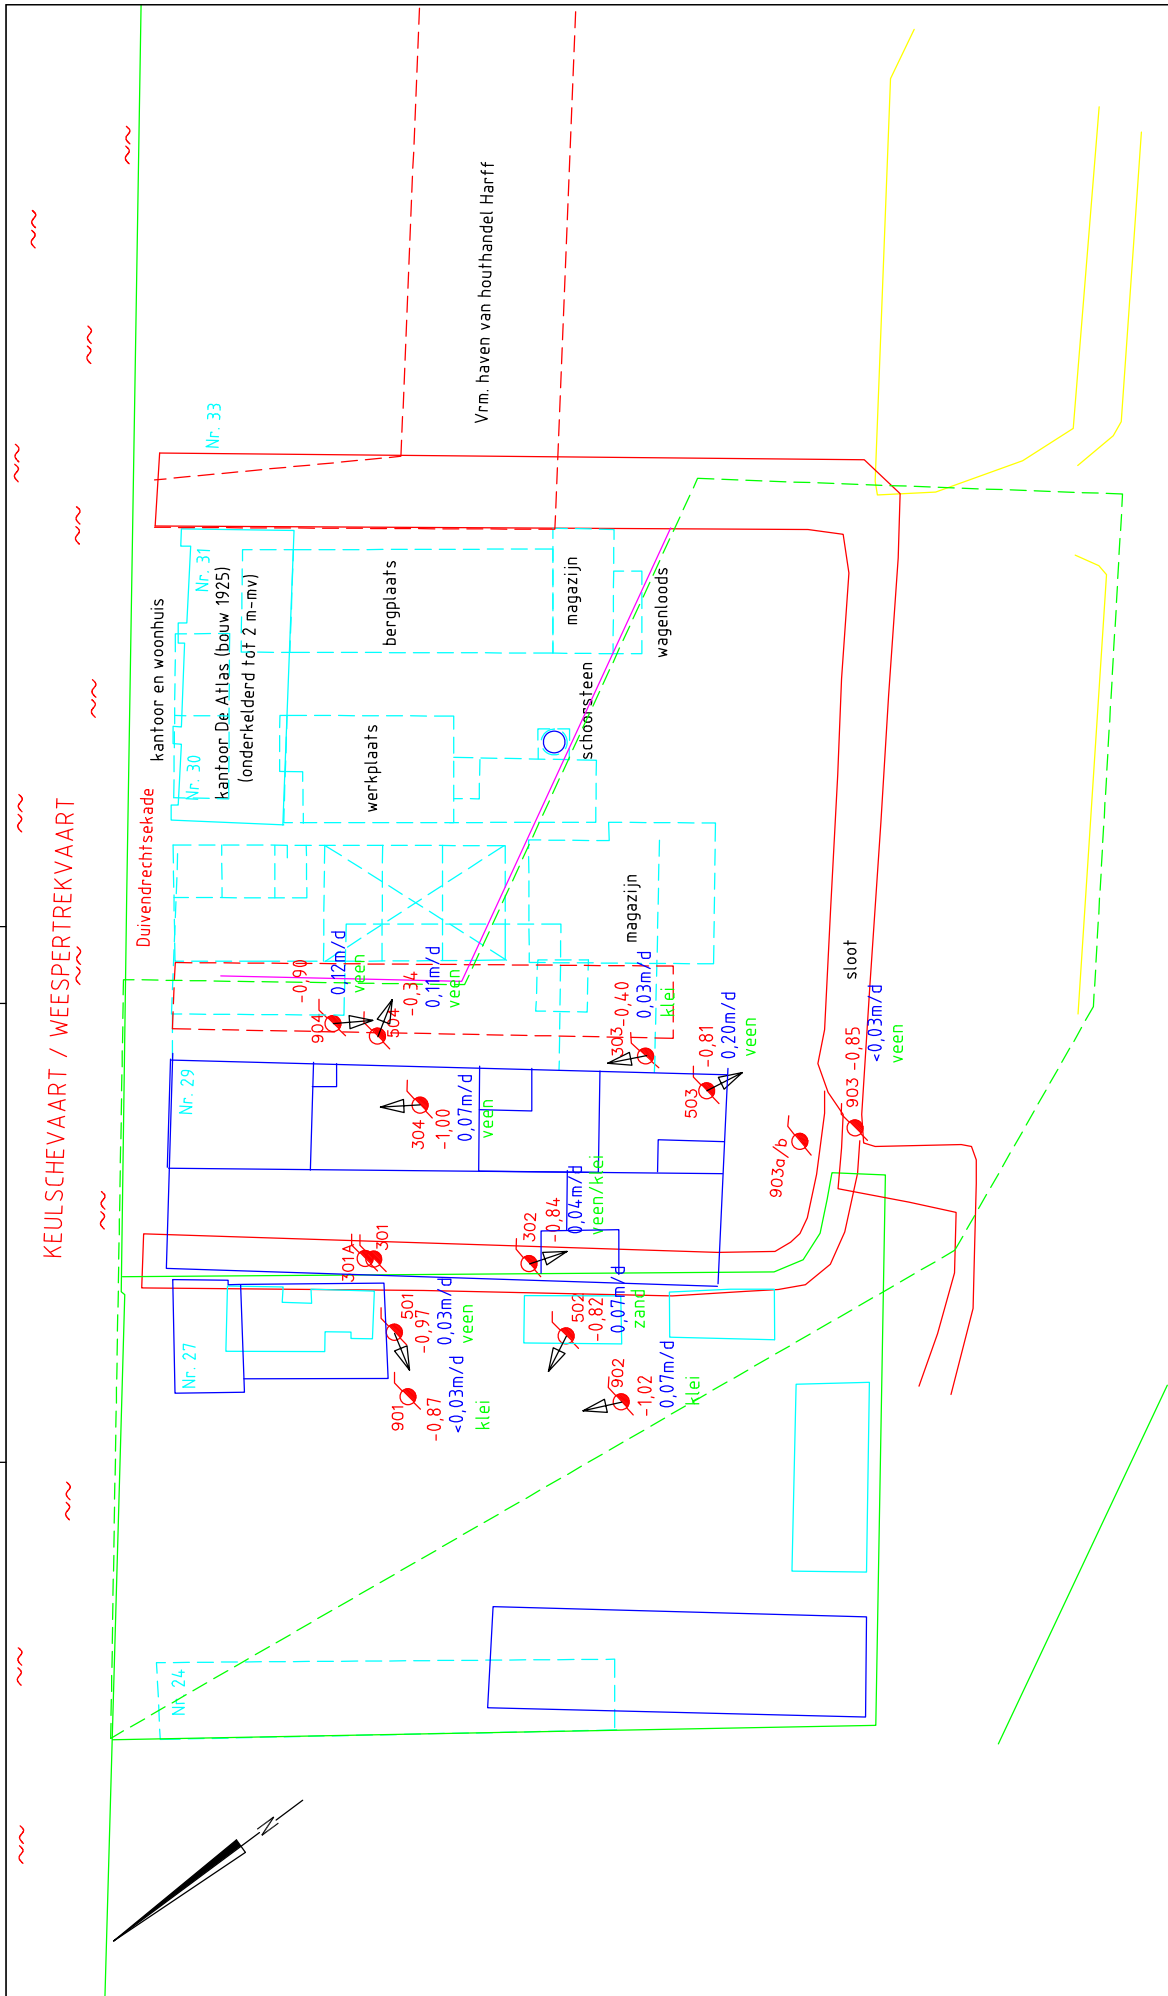 KEULSCHEVAART / WEESPERTREKVAART
Duivendrechtsekade
Vrm. haven van houthandel Harff
Nr. 33
kantoor en woonhuis
Nr. 31
Nr. 30
kantoor De Atlas (bouw 1925)
(onderkelderd tot 2 m-mv)
bergplaats
magazijn
wagenloods
werkplaats
schoorsteen
magazijn
sloot
904
-0,90
0,12m/d
veen
504
-0,34
0,11m/d
veen
303
-0,40
0,03m/d
klei
503
-0,81
0,20m/d
veen
903
-0,85
<0,03m/d
veen
903a/b
Nr. 29
304
-1,00
0,07m/d
veen
301A
301
302
-0,84
0,04m/d
veen/klei
Nr. 27
501
-0,97
0,03m/d
veen
502
-0,82
0,07m/d
zand
901
-0,87
<0,03m/d
klei
902
-1,02
0,07m/d
klei
Nr. 24
N